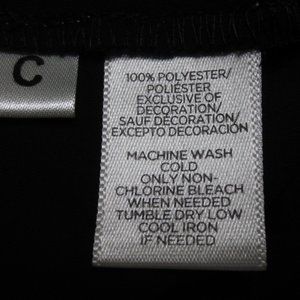 C
100% POLYESTER/
POLIÉSTER
EXCLUSIVE OF
DECORATION/
SAUF DÉCORATION/
EXCEPTO DECORACIÓN
MACHINE WASH
COLD
ONLY NON-
CHLORINE BLEACH
WHEN NEEDED
TUMBLE DRY LOW
COOL IRON
IF NEEDED